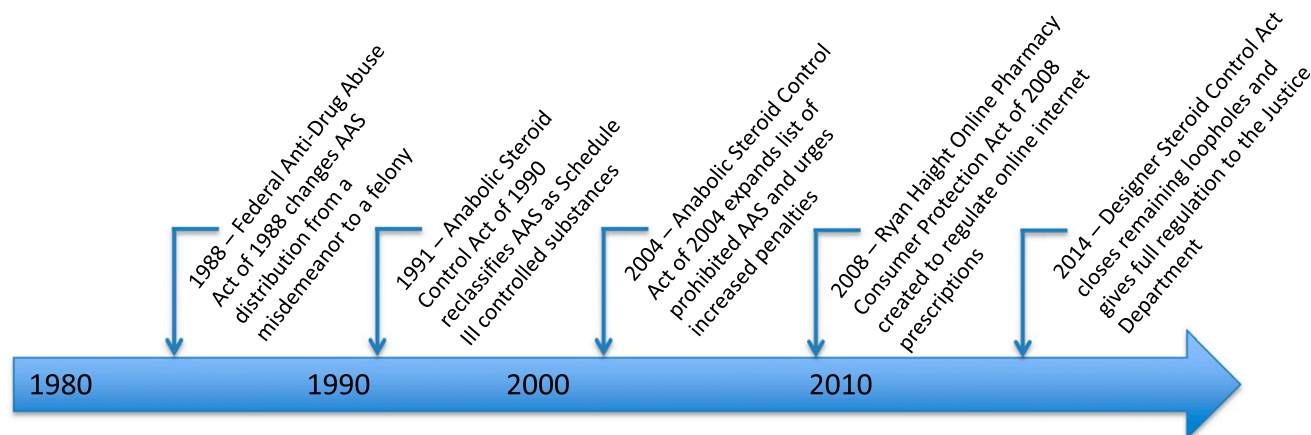 1988 – Federal Anti-Drug Abuse
Act of 1988 changes AAS
distribution from a
misdemeanor to a felony
1991 – Anabolic Steroid
Control Act of 1990
reclassifies AAS as Schedule
III controlled substances
2004 – Anabolic Steroid Control
Act of 2004 expands list of
prohibited AAS and urges
increased penalties
2008 – Ryan Haight Online Pharmacy
Consumer Protection Act of 2008
created to regulate online internet
prescriptions
2014 – Designer Steroid Control Act
closes remaining loopholes and
gives full regulation to the Justice
Department
1980
1990
2000
2010